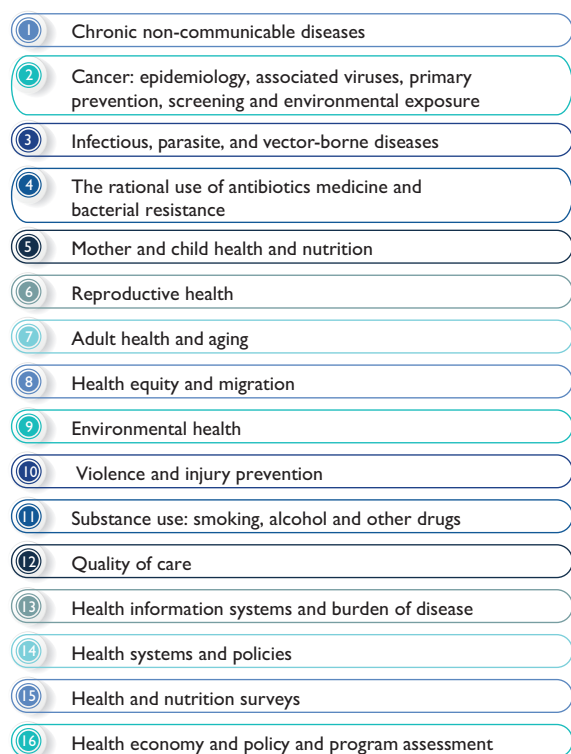 1 Chronic non-communicable diseases
2 Cancer: epidemiology, associated viruses, primary
prevention, screening and environmental exposure
3 Infectious, parasite, and vector-borne diseases
4 The rational use of antibiotics medicine and
bacterial resistance
5 Mother and child health and nutrition
6 Reproductive health
7 Adult health and aging
8 Health equity and migration
9 Environmental health
10 Violence and injury prevention
11 Substance use: smoking, alcohol and other drugs
12 Quality of care
13 Health information systems and burden of disease
14 Health systems and policies
15 Health and nutrition surveys
16 Health economy and policy and program assessment